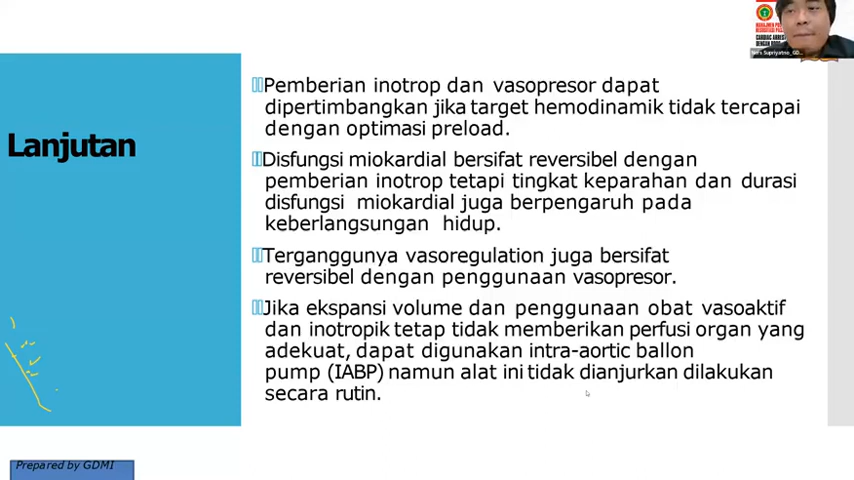 Lanjutan
Pemberian inotrop dan vasopresor dapat
dipertimbangkan jika target hemodinamik tidak tercapai
dengan optimasi preload.
Disfungsi miokardial bersifat reversibel dengan
pemberian inotrop tetapi tingkat keparahan dan durasi
disfungsi miokardial juga berpengaruh pada
keberlangsungan hidup.
Terganggunya vasoregulation juga bersifat
reversibel dengan penggunaan vasopresor.
Jika ekspansi volume dan penggunaan obat vasoaktif
dan inotropik tetap tidak memberikan perfusi organ yang
adekuat, dapat digunakan intra-aortic ballon
pump (IABP) namun alat ini tidak dianjurkan dilakukan
secara rutin.
Prepared by GDMI